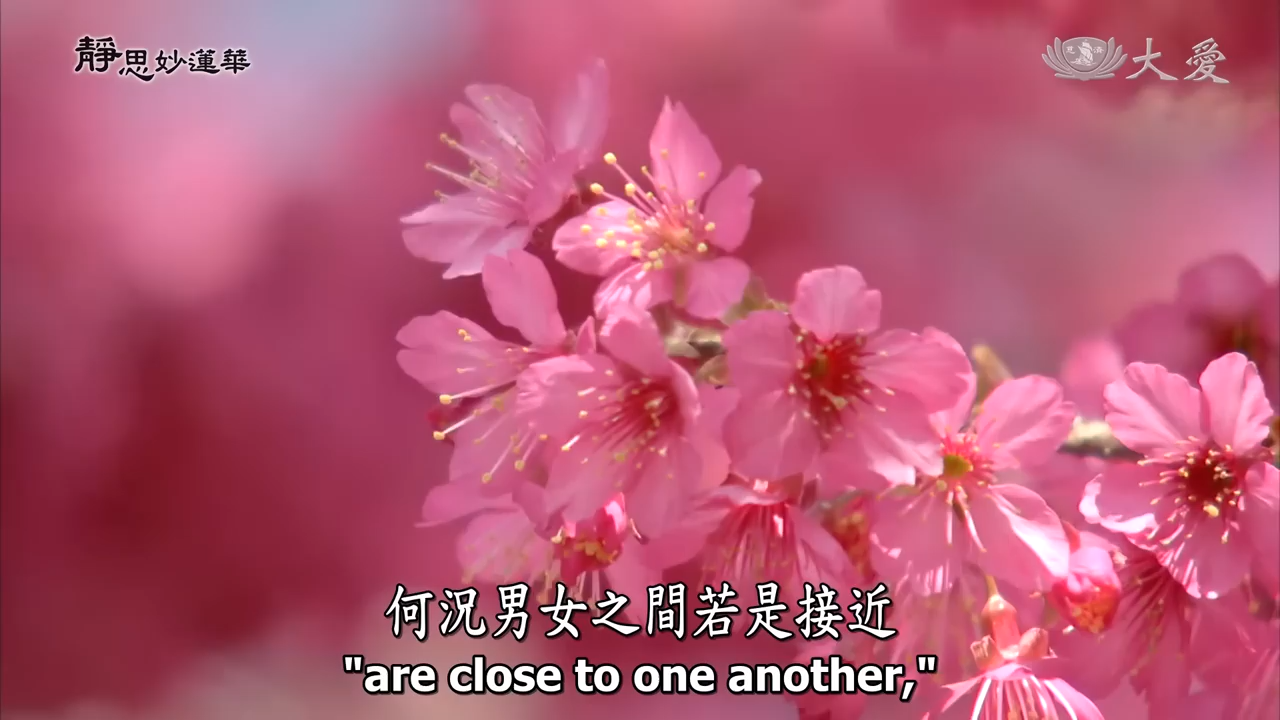 靜思妙蓮華
大愛
何況男女之間若是接近
"are close to one another,"